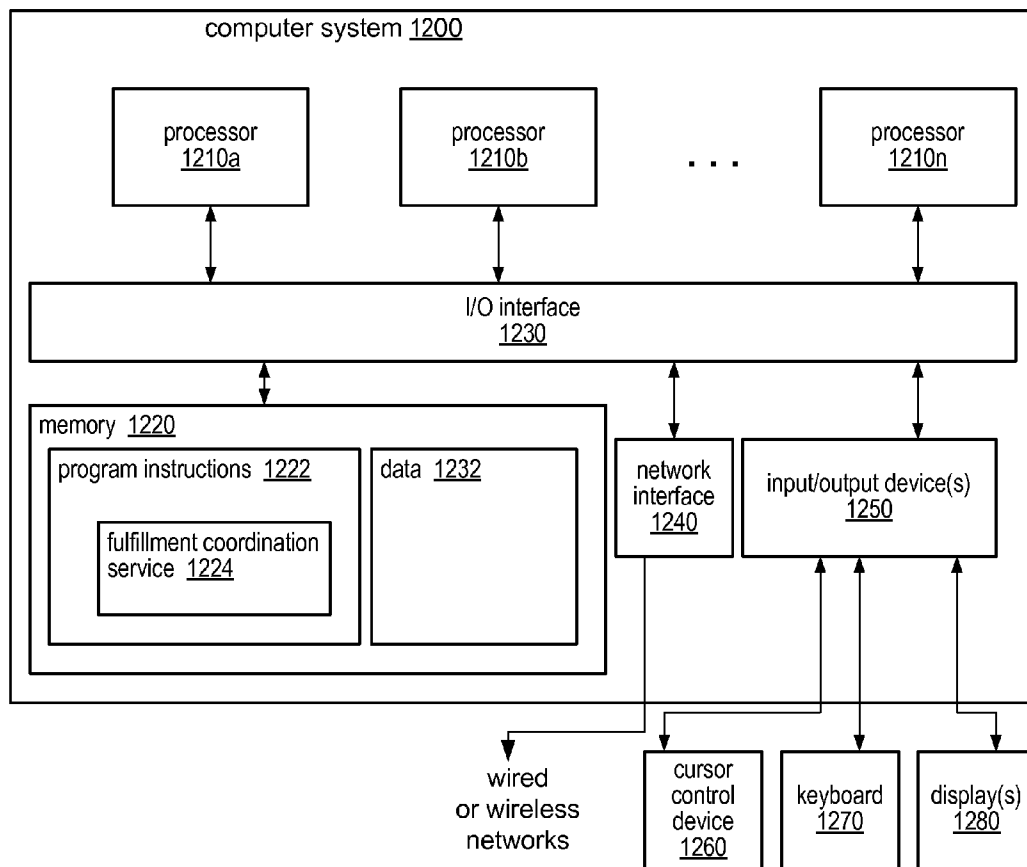 computer system 1200
processor
1210a
processor
1210b
. . .
processor
1210n
I/O interface
1230
memory 1220
program instructions 1222
fulfillment coordination
service 1224
data 1232
network
interface
1240
input/output device(s)
1250
wired
or wireless
networks
cursor
control
device
1260
keyboard
1270
display(s)
1280